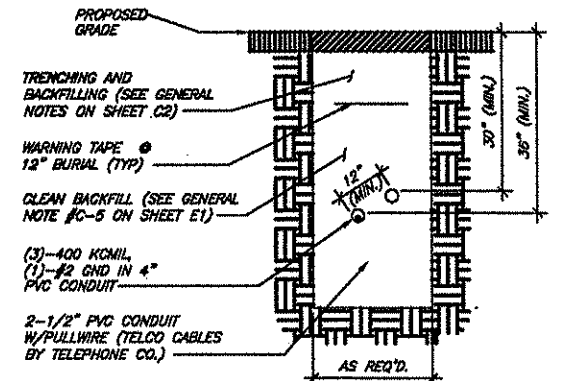 PROPOSED
GRADE
TRENCHING AND
BACKFILLING (SEE GENERAL
NOTES ON SHEET C2)
WARNING TAPE @
12" BURIAL (TYP)
CLEAN BACKFILL (SEE GENERAL
NOTE #C-5 ON SHEET E1)
(3)-400 KCMIL,
(1)-#2 GND IN 4"
PVC CONDUIT
2-1/2" PVC CONDUIT
W/PULLWIRE (TELCO CABLES
BY TELEPHONE CO.)
12"
(MIN.)
30" (MIN.)
36" (MIN.)
AS REQ'D.